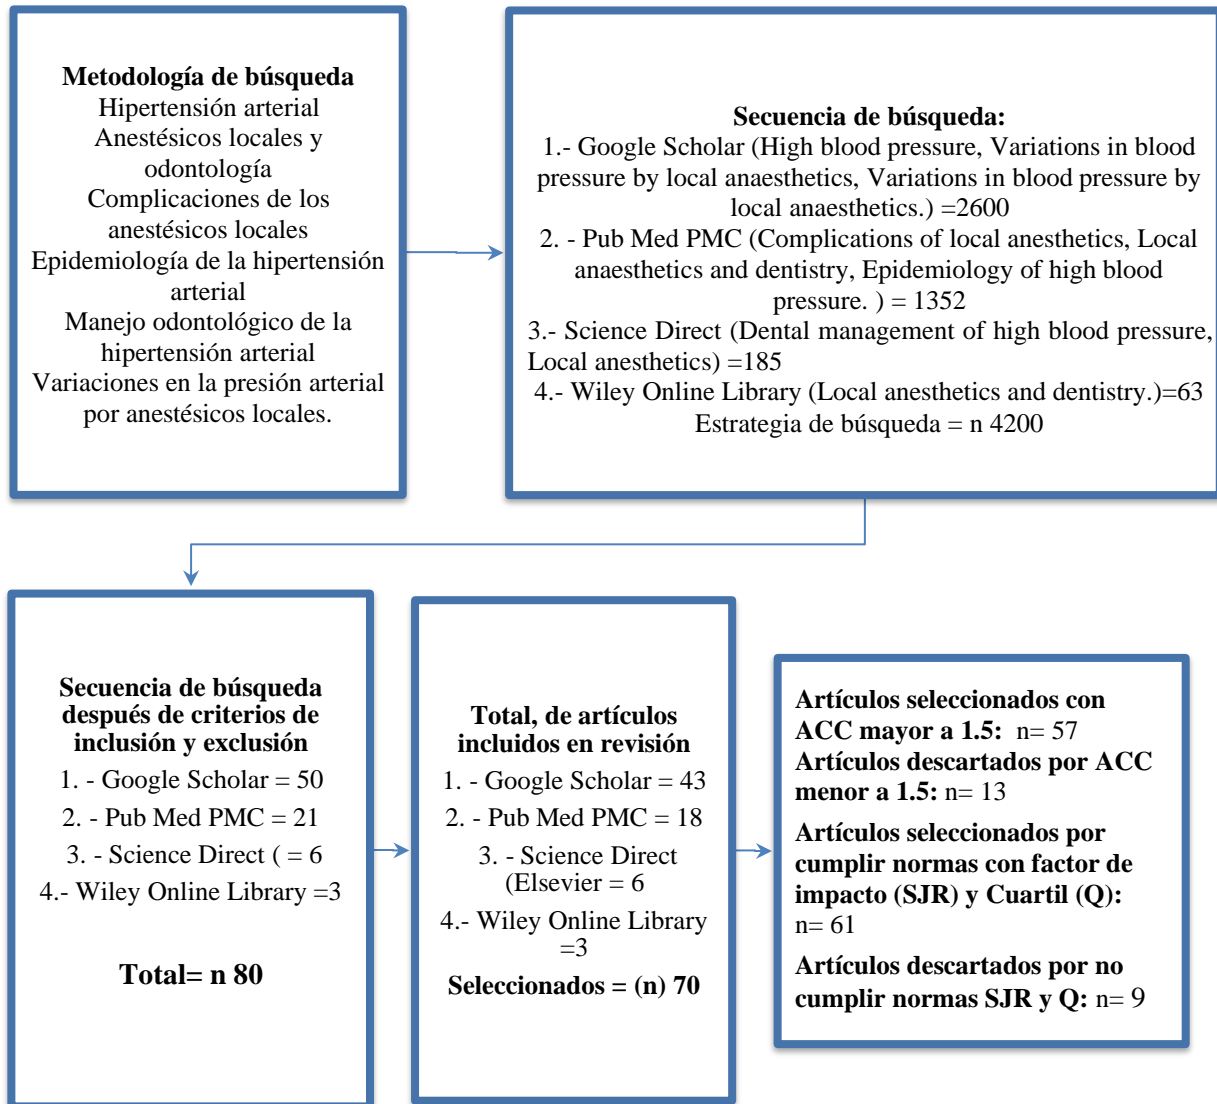 Metodología de búsqueda
Hipertensión arterial
Anestésicos locales y
odontología
Complicaciones de los
anestésicos locales
Epidemiología de la hipertensión
arterial
Manejo odontológico de la
hipertensión arterial
Variaciones en la presión arterial
por anestésicos locales.
Secuencia de búsqueda:
1.- Google Scholar (High blood pressure, Variations in blood
pressure by local anaesthetics, Variations in blood pressure by
local anaesthetics.) =2600
2. - Pub Med PMC (Complications of local anesthetics, Local
anaesthetics and dentistry, Epidemiology of high blood
pressure. ) = 1352
3.- Science Direct (Dental management of high blood pressure,
Local anesthetics) =185
4.- Wiley Online Library (Local anesthetics and dentistry.)=63
Estrategia de búsqueda = n 4200
Secuencia de búsqueda
después de criterios de
inclusión y exclusión
1. - Google Scholar = 50
2. - Pub Med PMC = 21
3. - Science Direct ( = 6
4.- Wiley Online Library =3
Total= n 80
Total, de artículos
incluidos en revisión
1. - Google Scholar = 43
2. - Pub Med PMC = 18
3. - Science Direct
(Elsevier = 6
4.- Wiley Online Library
=3
Seleccionados = (n) 70
Artículos seleccionados con
ACC mayor a 1.5: n= 57
Artículos descartados por ACC
menor a 1.5: n= 13
Artículos seleccionados por
cumplir normas con factor de
impacto (SJR) y Cuartil (Q):
n= 61
Artículos descartados por no
cumplir normas SJR y Q: n= 9